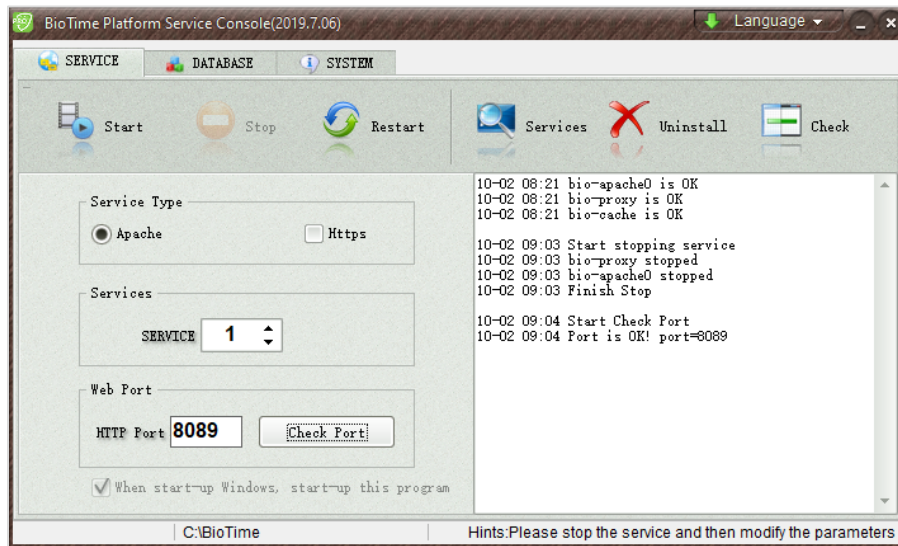 BioTime Platform Service Console(2019.7.06)
Language
SERVICE
DATABASE
SYSTEM
Start
Stop
Restart
Services
Uninstall
Check
Service Type
Apache
Https
Services
SERVICE 1
Web Port
HTTP Port 8089 Check Port
When start-up Windows, start-up this program
10-02 08:21 bio-apache0 is OK
10-02 08:21 bio-proxy is OK
10-02 08:21 bio-cache is OK
10-02 09:03 Start stopping service
10-02 09:03 bio-proxy stopped
10-02 09:03 bio-apache0 stopped
10-02 09:03 Finish Stop
10-02 09:04 Start Check Port
10-02 09:04 Port is OK! port=8089
C:\BioTime
Hints:Please stop the service and then modify the parameters